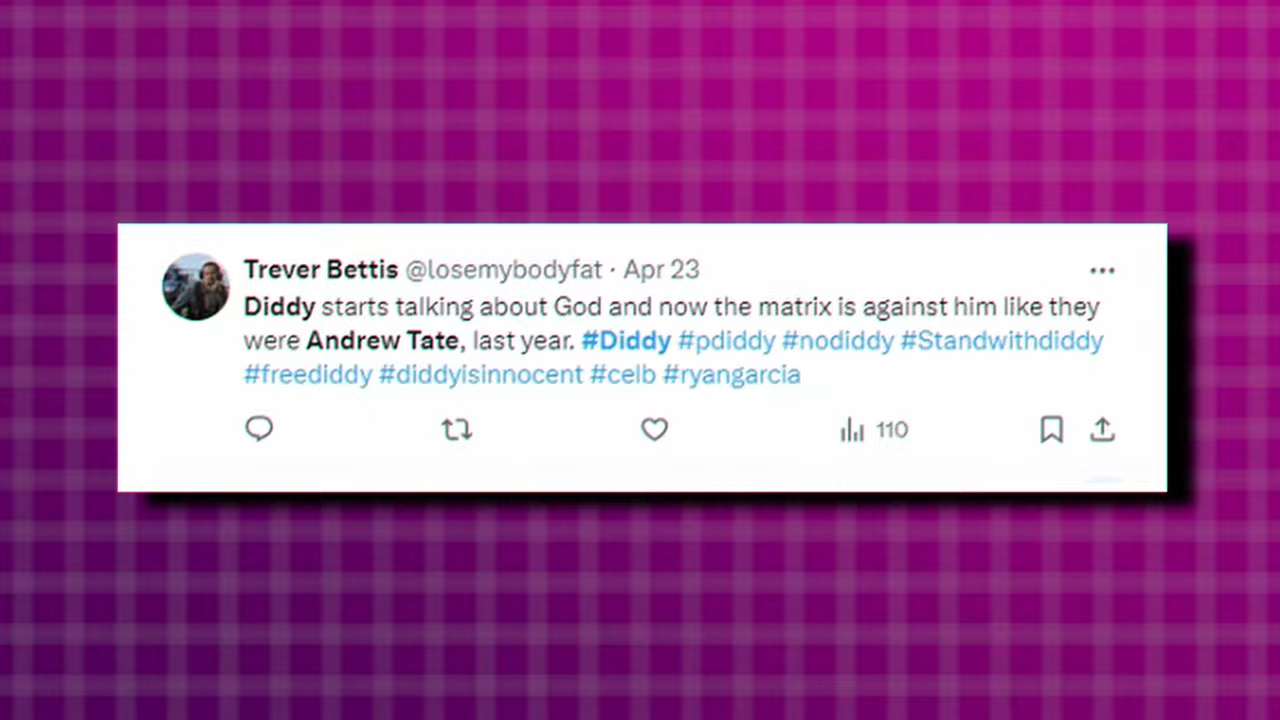 Trever Bettis @losemybodyfat · Apr 23
Diddy starts talking about God and now the matrix is against him like they
were Andrew Tate, last year. #Diddy #pdiddy #nodiddy #Standwithdiddy
#freediddy #diddyisinnocent #celb #ryangarcia
110